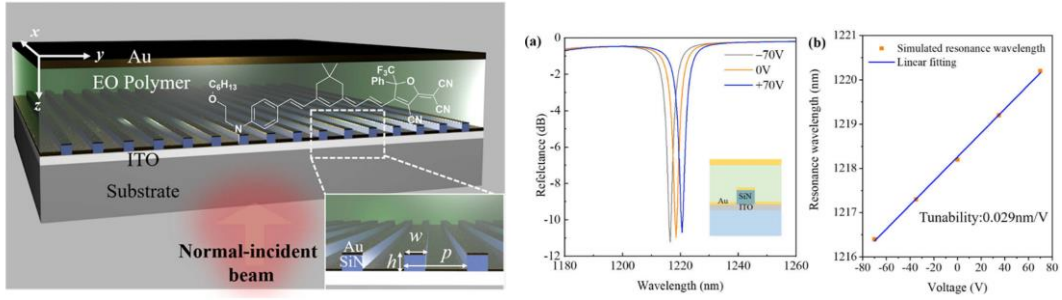 x
y
z
Au
EO Polymer
C₆H₁₃
O
N
F₃C
Ph
O
CN
CN
CN
ITO
Substrate
Normal-incident
beam
Au
SiN
w
h
p
(a)
−70V
0V
+70V
0
-2
-4
-6
-8
-10
-12
Refelctance (dB)
SiN
Au
ITO
1180
1200
1220
1240
1260
Wavelength (nm)
(b)
Simulated resonance wavelength
Linear fitting
1221
1220
1219
1218
1217
1216
Resonance wavelength (nm)
Tunability:0.029nm/V
-80 -60 -40 -20 0 20 40 60 80
Voltage (V)